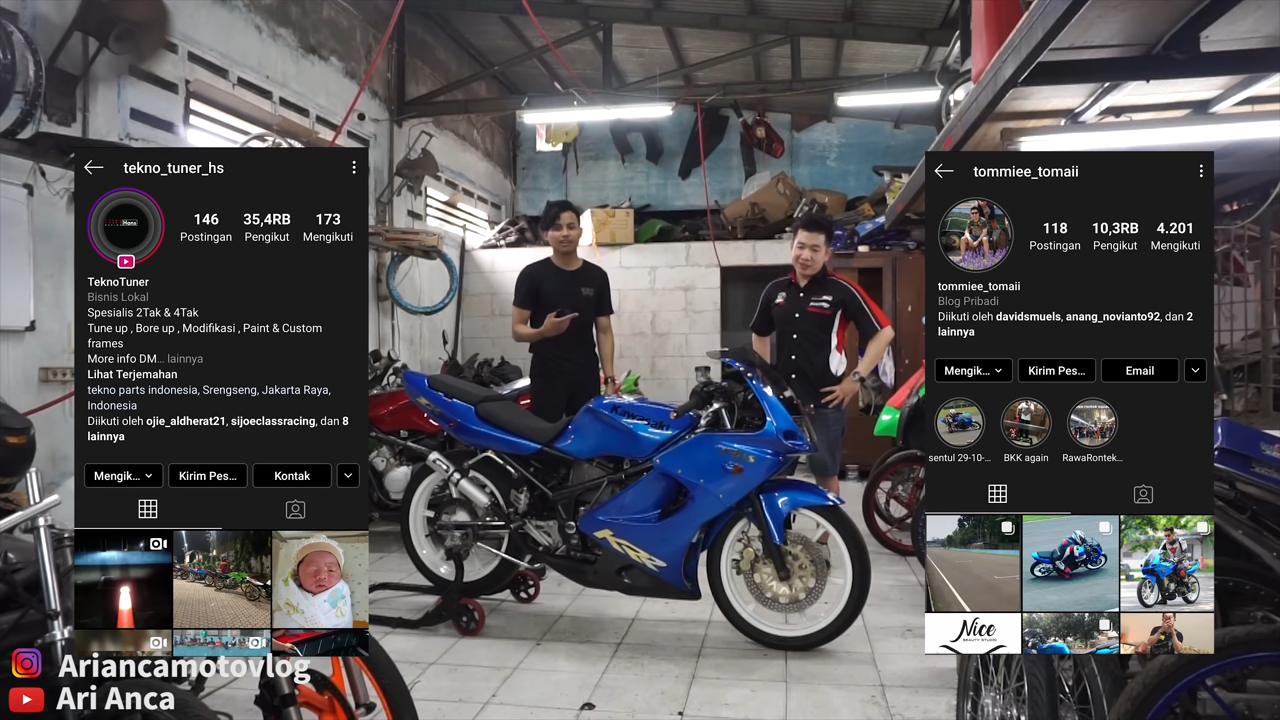 tekno_tuner_hs
146
35,4RB
173
Postingan
Pengikut
Mengikuti
TeknoTuner
Bisnis Lokal
Spesialis 2Tak & 4Tak
Tune up , Bore up , Modifikasi , Paint & Custom
frames
More info DM... lainnya
Lihat Terjemahan
tekno parts indonesia, Srengseng, Jakarta Raya,
Indonesia
Diikuti oleh ojie_aldherat21, sijoeclassracing, dan 8
lainnya
Mengik...
Kirim Pes...
Kontak
tommiee_tomaii
118
10,3RB
4.201
Postingan
Pengikut
Mengikuti
tommiee_tomaii
Blog Pribadi
Diikuti oleh davidsmuels, anang_novianto92, dan 2
lainnya
Mengik...
Kirim Pes...
Email
sentul 29-10-...
BKK again
RawaRontek...
Nice
BEAUTY STUDIO
Kawasaki
KRR
Ariancamotovlog
Ari Anca